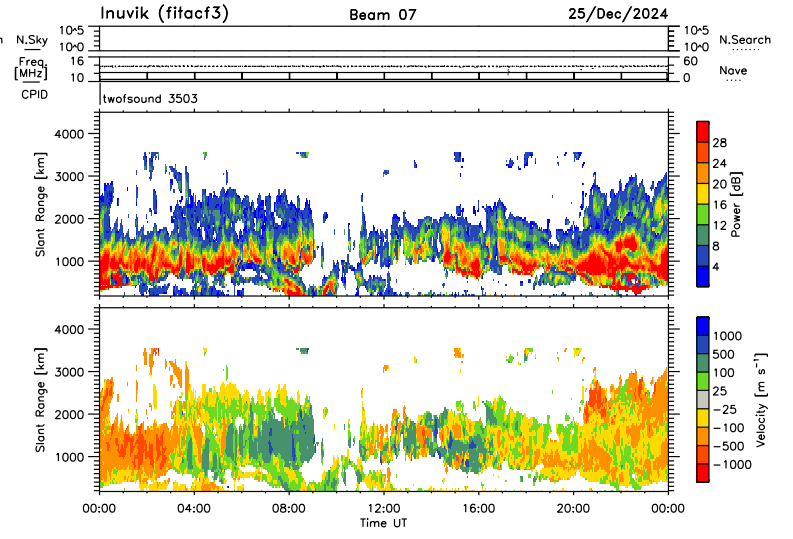 Inuvik (fitacf3) Beam 07 25/Dec/2024
n N.Sky 10^5 10^0 10^5 10^0 N.Search
Freq. [MHz] 16 10 60 0 Nave
CPID twofsound 3503
Slant Range [km]
4000
3000
2000
1000
28
24
20
16
12
8
4
Power [dB]
Slant Range [km]
4000
3000
2000
1000
1000
500
100
25
-25
-100
-500
-1000
Velocity [m s⁻¹]
00:00 04:00 08:00 12:00 16:00 20:00 00:00
Time UT